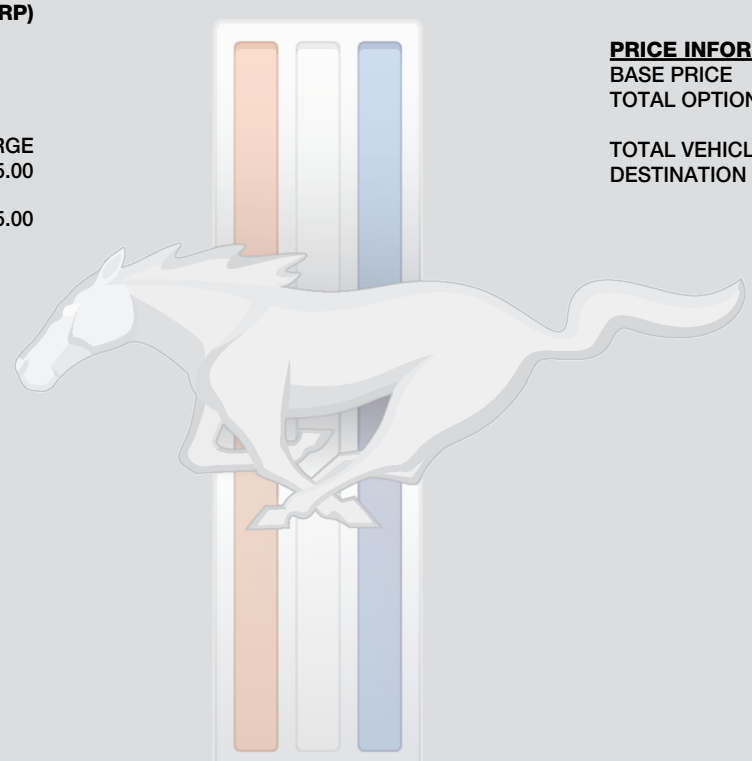 RP)
RGE
5.00
5.00
PRICE INFOR
BASE PRICE
TOTAL OPTION
TOTAL VEHICL
DESTINATION